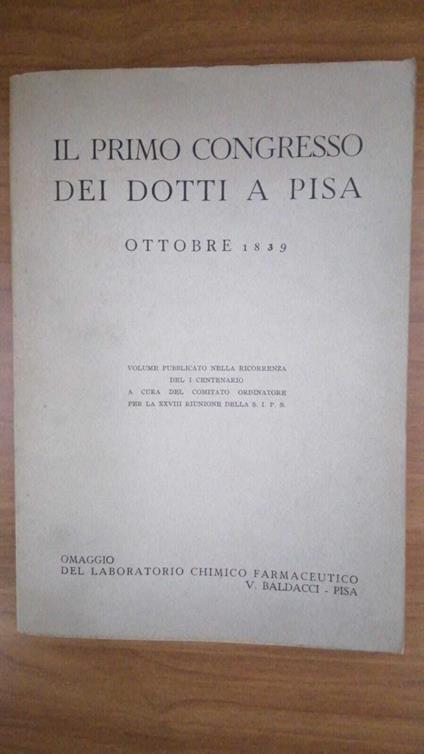 IL PRIMO CONGRESSO
DEI DOTTI A PISA
OTTOBRE 1839
VOLUME PUBBLICATO NELLA RICORRENZA
DEL I CENTENARIO
A CURA DEL COMITATO ORDINATORE
PER LA XXVIII RIUNIONE DELLA S. I. P. S.
OMAGGIO
DEL LABORATORIO CHIMICO FARMACEUTICO
V. BALDACCI - PISA